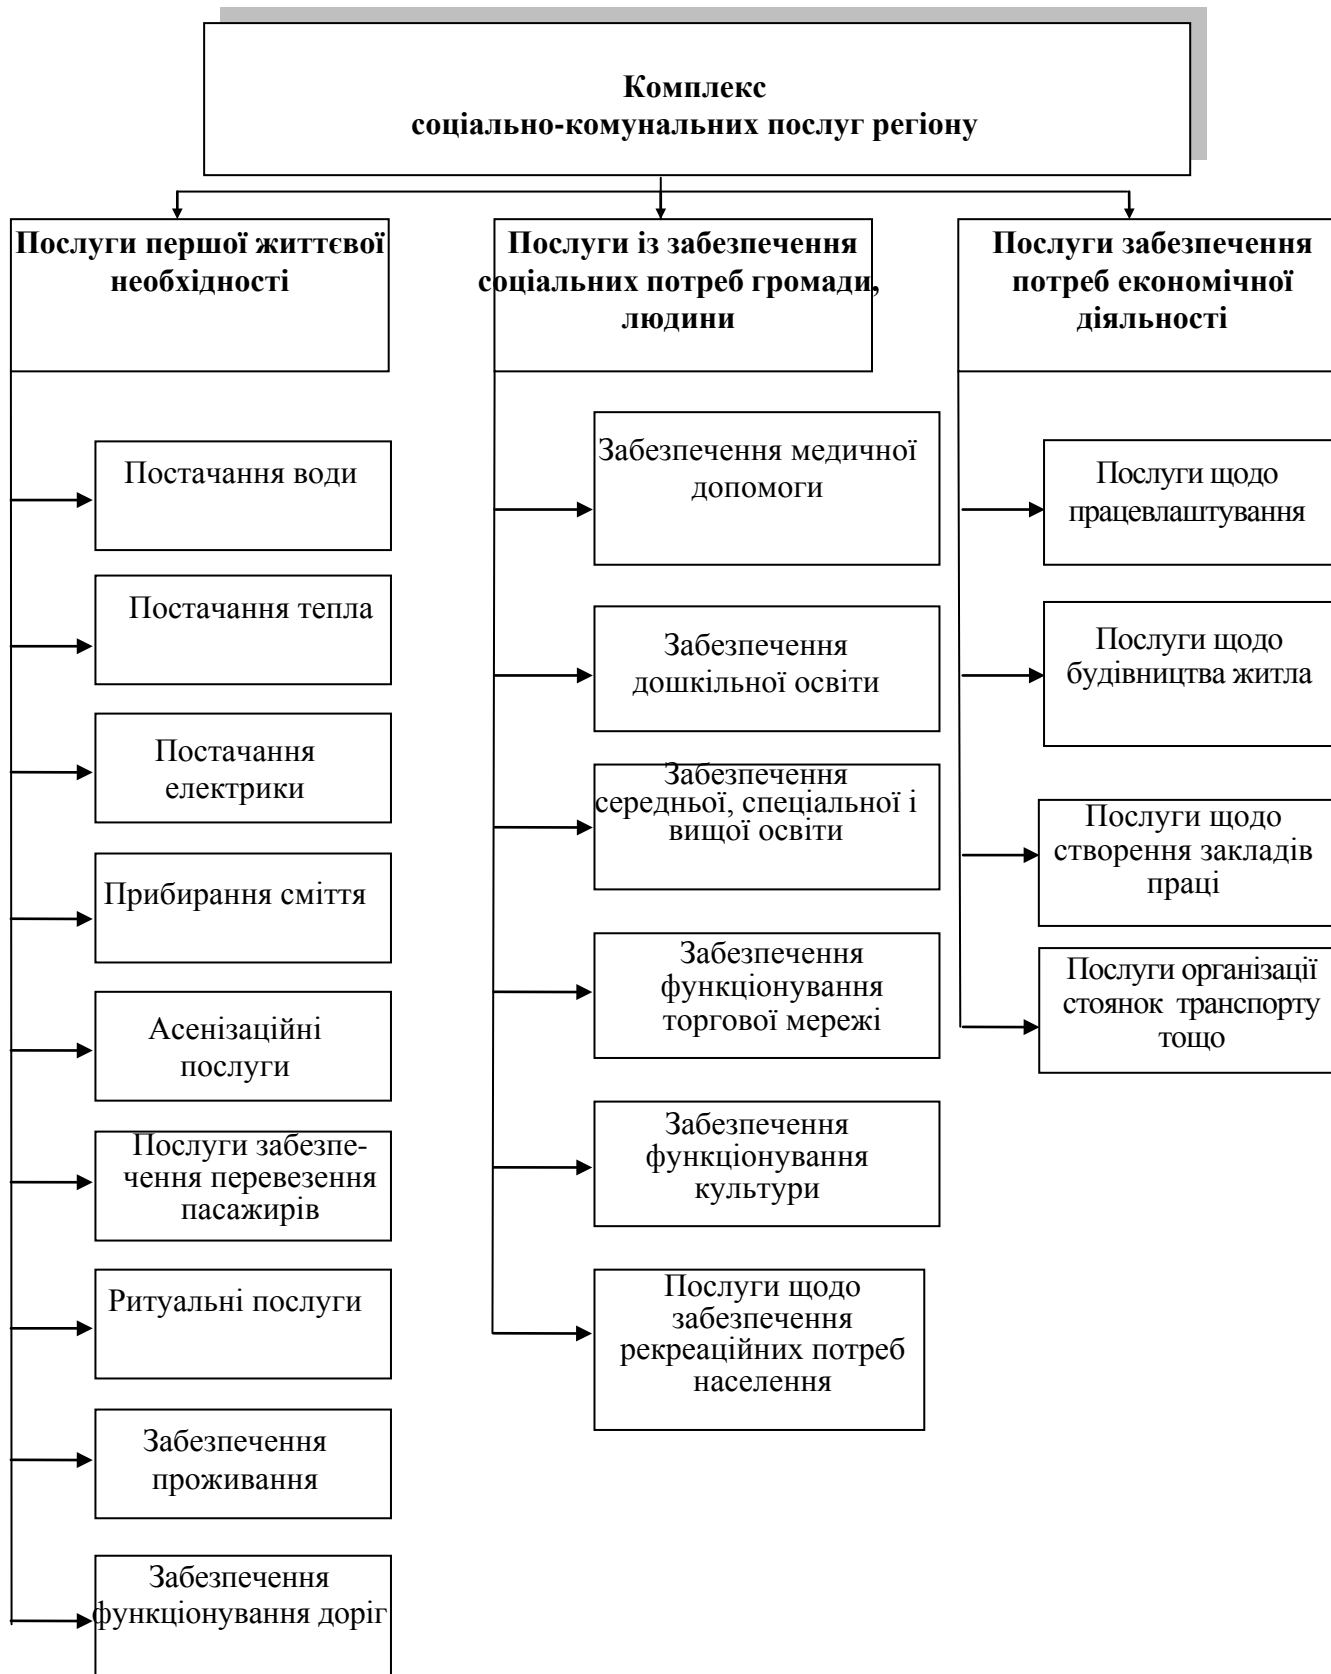 Комплекс
соціально-комунальних послуг регіону
Послуги першої життєвої
необхідності
Постачання води
Постачання тепла
Постачання
електрики
Прибирання сміття
Асенізаційні
послуги
Послуги забезпе-
чення перевезення
пасажирів
Ритуальні послуги
Забезпечення
проживання
Забезпечення
функціонування доріг
Послуги із забезпечення
соціальних потреб громади,
людини
Забезпечення медичної
допомоги
Забезпечення
дошкільної освіти
Забезпечення
середньої, спеціальної і
вищої освіти
Забезпечення
функціонування
торгової мережі
Забезпечення
функціонування
культури
Послуги щодо
забезпечення
рекреаційних потреб
населення
Послуги забезпечення
потреб економічної
діяльності
Послуги щодо
працевлаштування
Послуги щодо
будівництва житла
Послуги щодо
створення закладів
праці
Послуги організації
стоянок транспорту
тощо